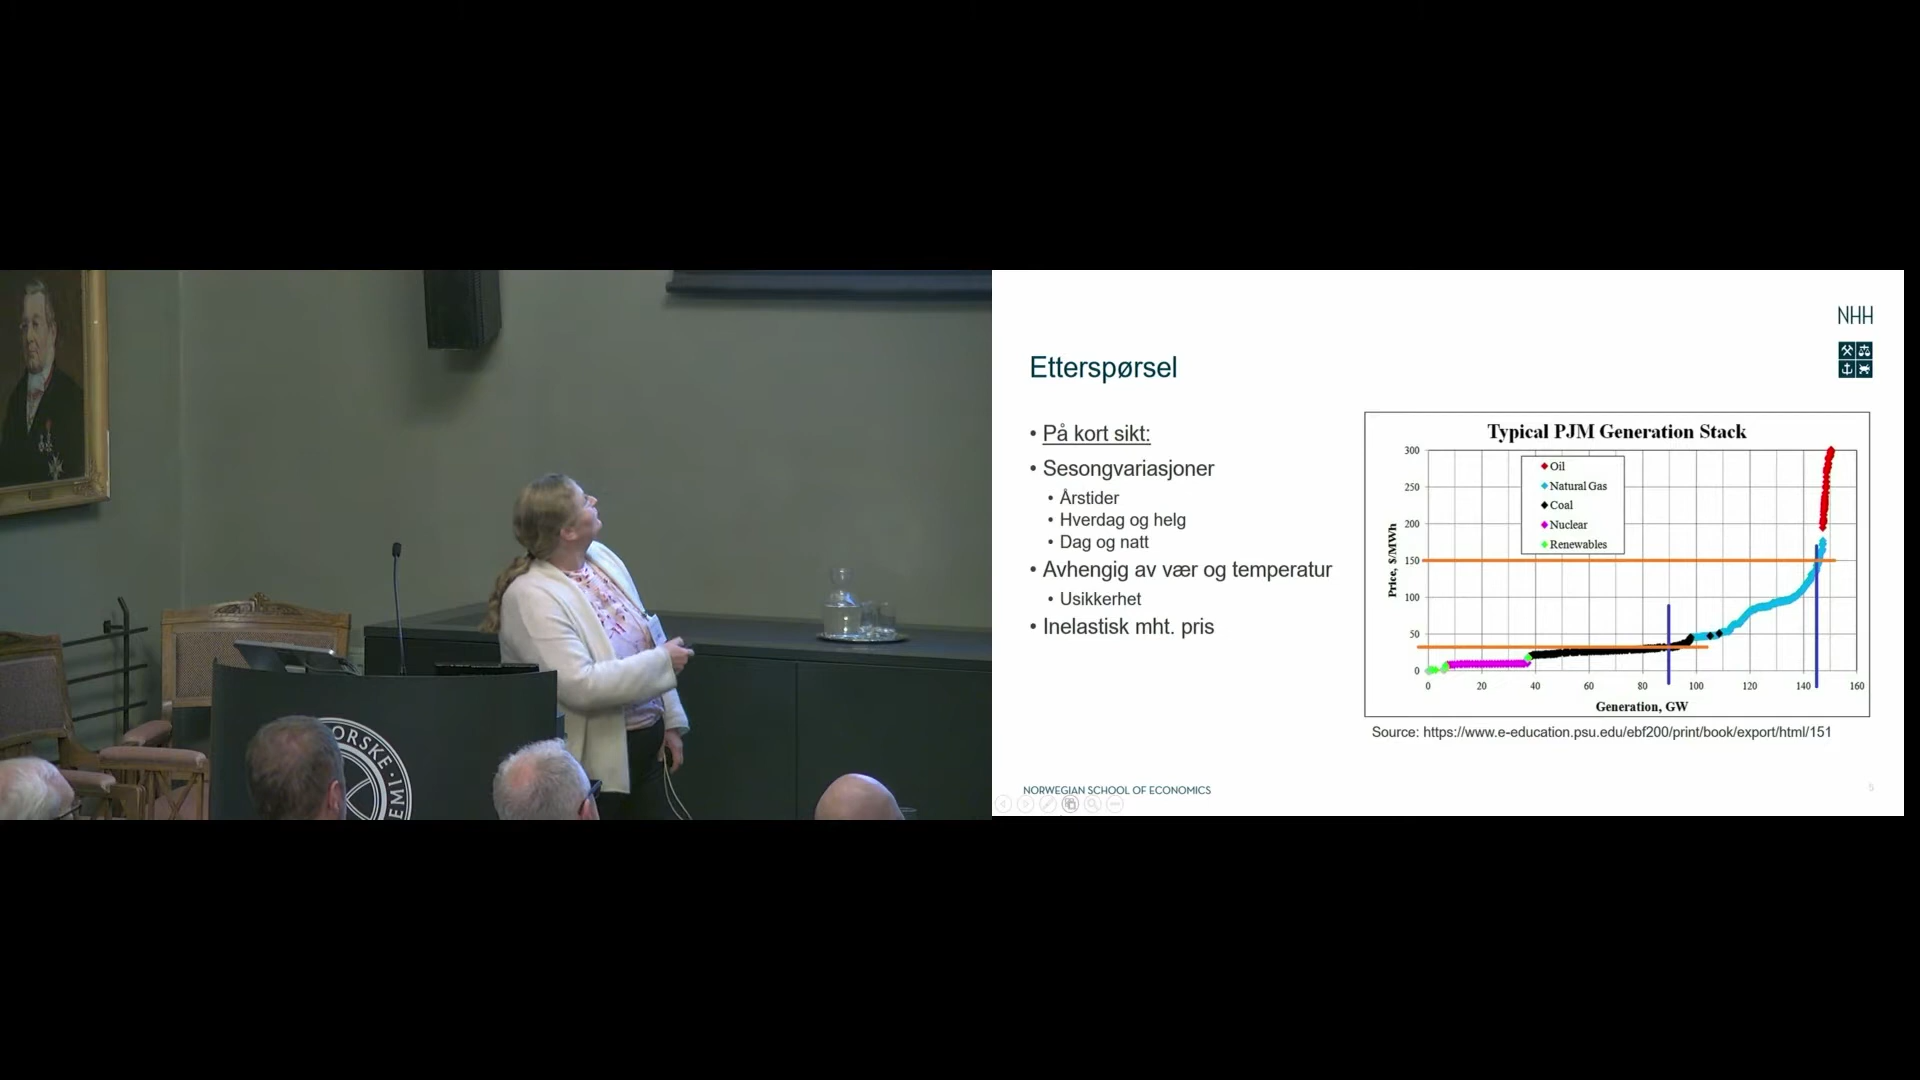 NHH
Etterspørsel
• På kort sikt:
• Sesongvariasjoner
• Årstider
• Hverdag og helg
• Dag og natt
• Avhengig av vær og temperatur
• Usikkerhet
• Inelastisk mht. pris
Typical PJM Generation Stack
300
250
200
150
100
50
0
Price, $/MWh
Oil
Natural Gas
Coal
Nuclear
Renewables
0 20 40 60 80 100 120 140 160
Generation, GW
Source: https://www.e-education.psu.edu/ebf200/print/book/export/html/151
NORWEGIAN SCHOOL OF ECONOMICS
5
ORSKE · INE